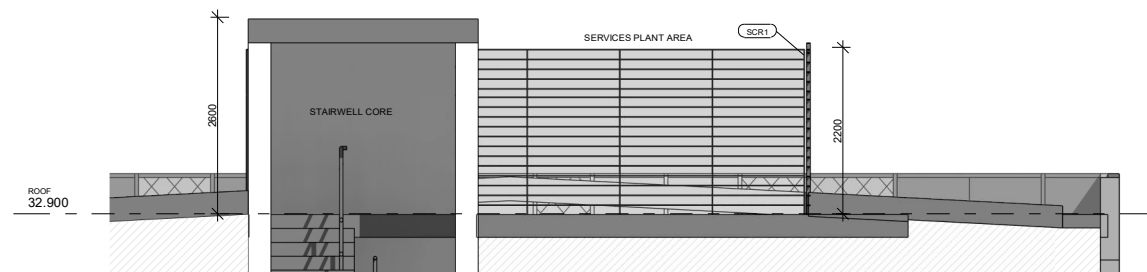 SERVICES PLANT AREA
SCR1
STAIRWELL CORE
2600
2200
ROOF
32.900